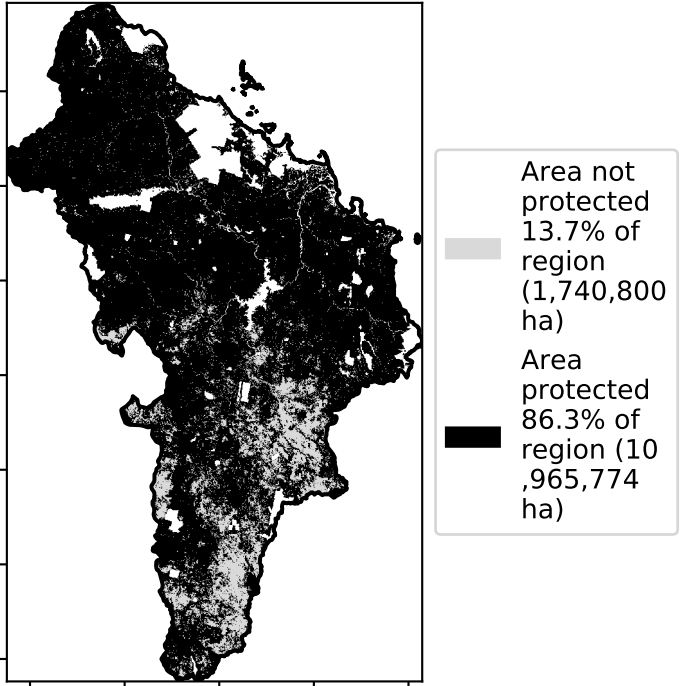 Area not
protected
13.7% of
region
(1,740,800
ha)
Area
protected
86.3% of
region (10
,965,774
ha)